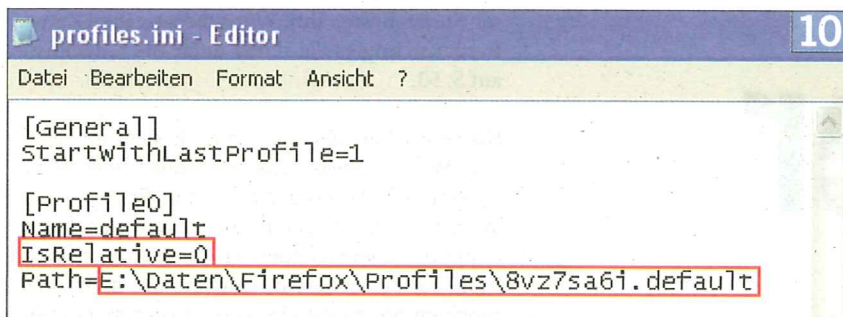 profiles.ini - Editor
10
Datei Bearbeiten Format Ansicht ?
[General]
StartWithLastProfile=1
[Profile0]
Name=default
IsRelative=0
Path=E:\Daten\Firefox\Profiles\8vz7sa6i.default